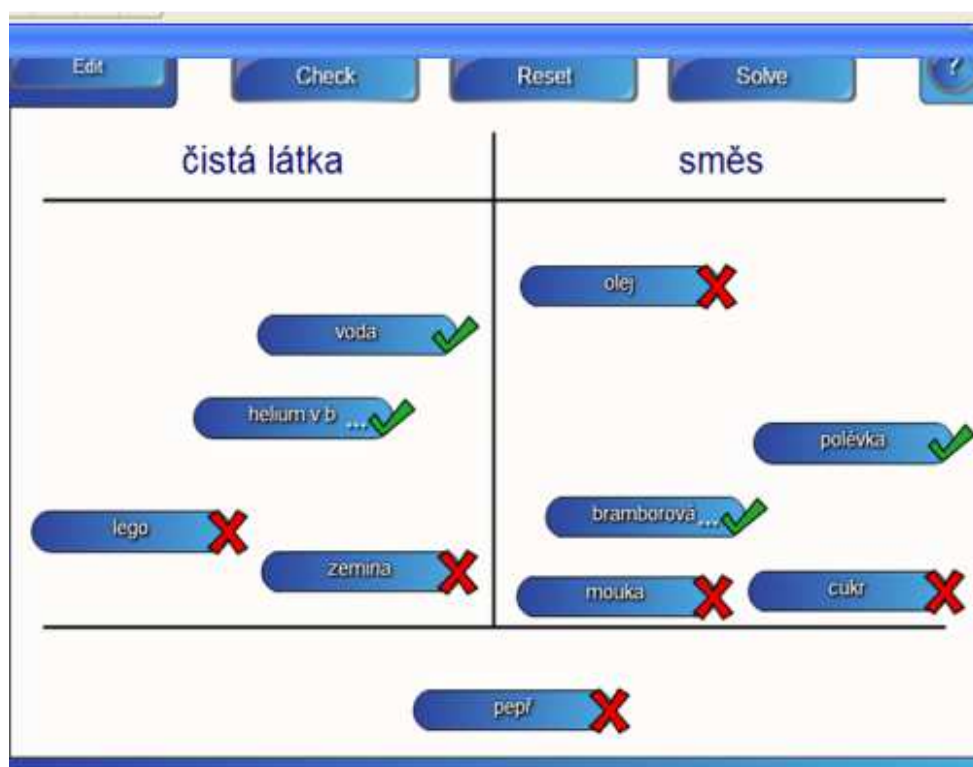 Edit Check Reset Solve ?
čistá látka směs
olej
voda
helium v b ...
polévka
bramborová ...
lego
zemina
mouka cukr
pepř